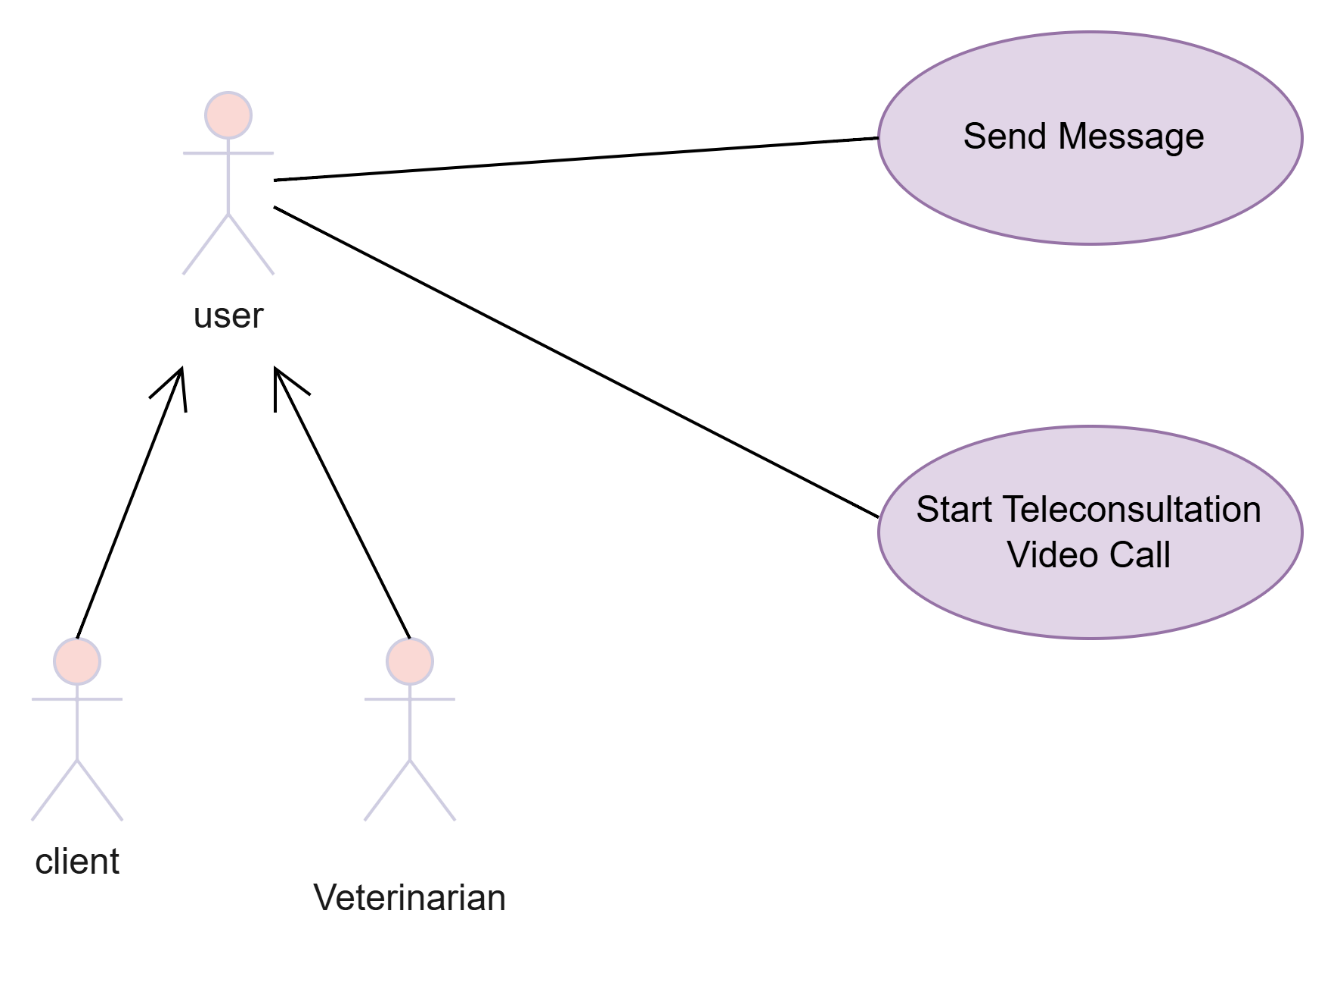 Send Message
user
Start Teleconsultation
Video Call
client
Veterinarian